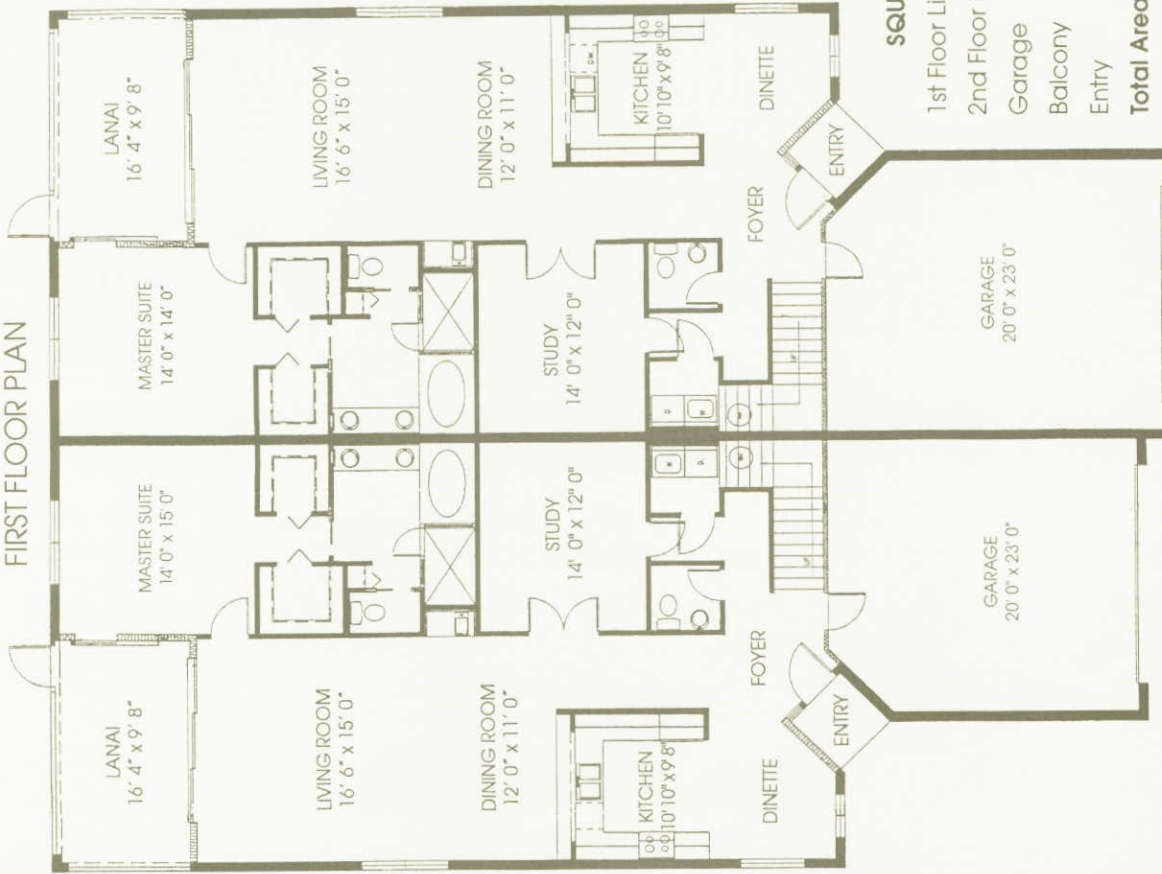 FIRST FLOOR PLAN
LANAI
16' 4" x 9' 8"
MASTER SUITE
14' 0" x 15' 0"
MASTER SUITE
14' 0" x 14' 0"
LANAI
16' 4" x 9' 8"
LIVING ROOM
16' 6" x 15' 0"
LIVING ROOM
16' 6" x 15' 0"
DINING ROOM
12' 0" x 11' 0"
STUDY
14' 0" x 12' 0"
STUDY
14' 0" x 12' 0"
DINING ROOM
12' 0" x 11' 0"
KITCHEN
10'10" x 9'8"
KITCHEN
10'10" x 9'8"
D.W.
W
D
D
W
DINETTE
FOYER
FOYER
DINETTE
ENTRY
ENTRY
GARAGE
20' 0" x 23' 0"
GARAGE
20' 0" x 23' 0"
SQU
1st Floor Li
2nd Floor
Garage
Balcony
Entry
Total Area